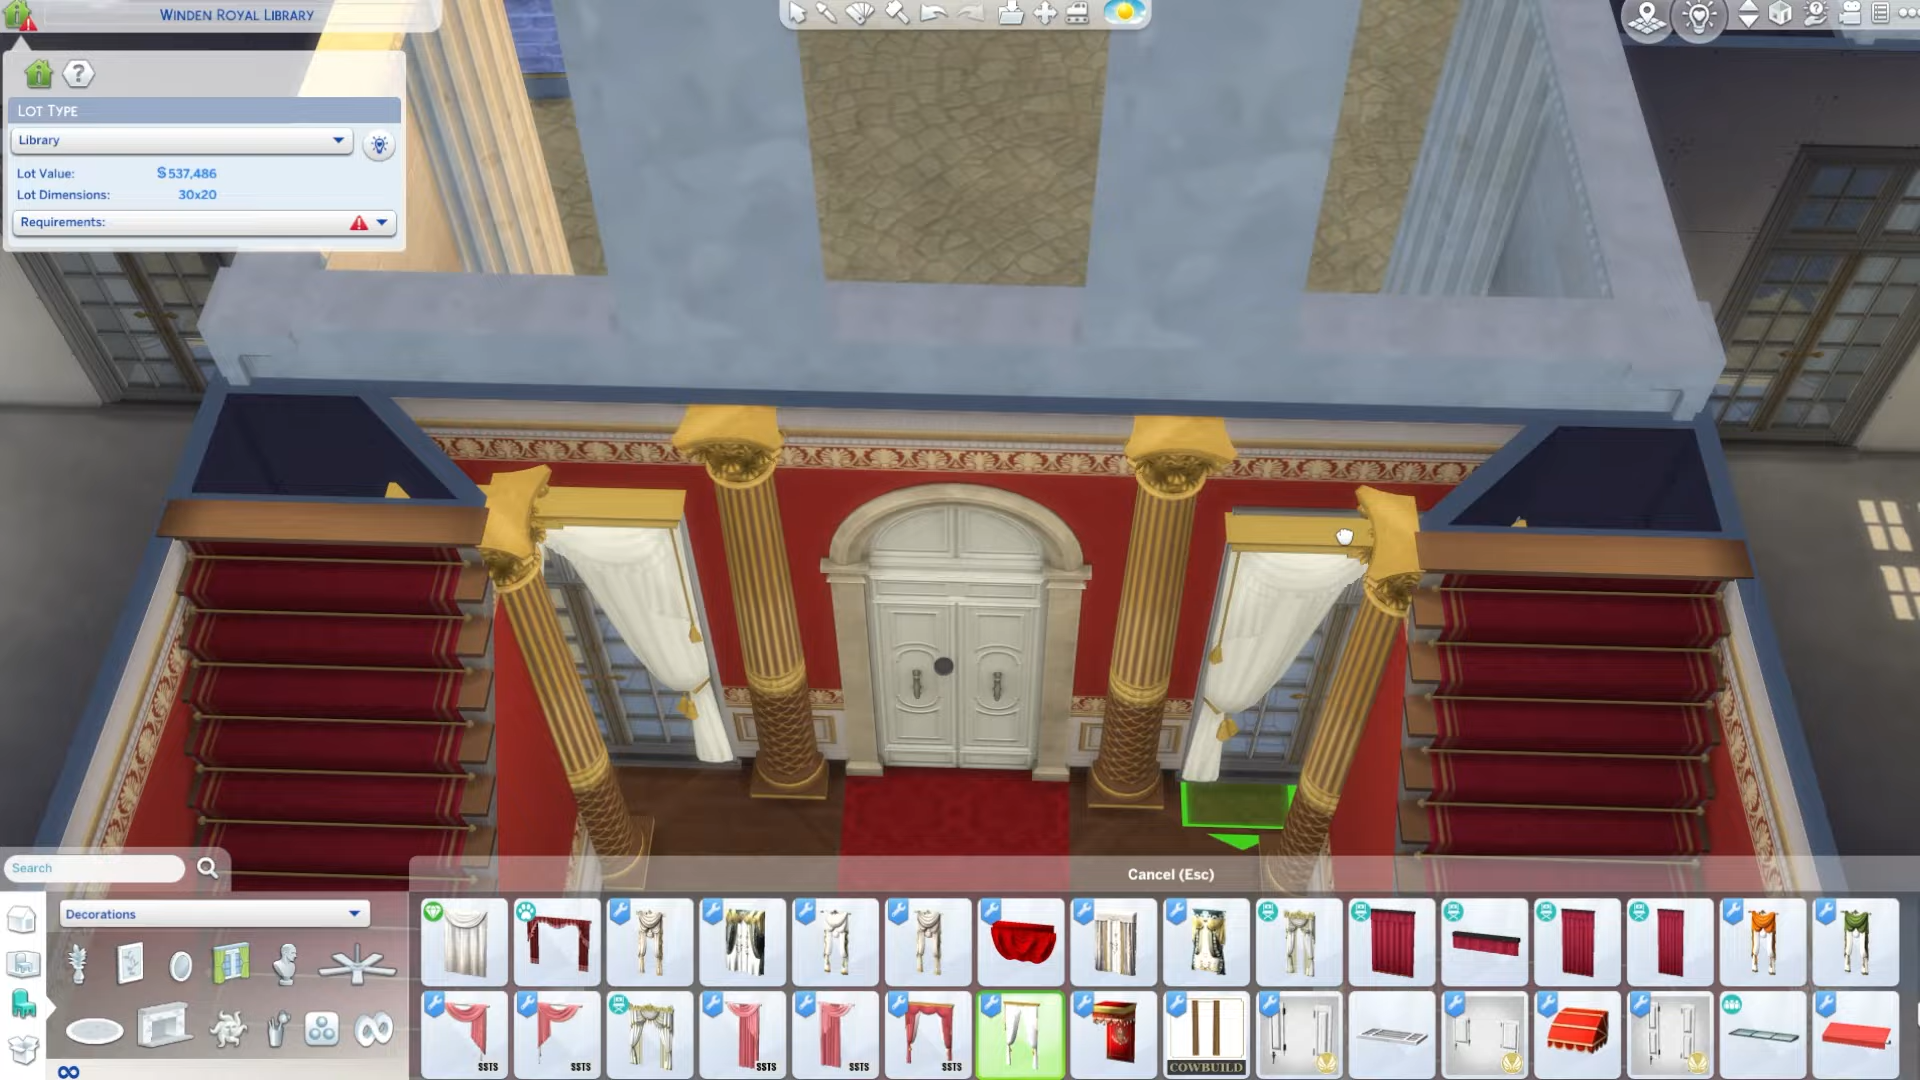 WINDEN ROYAL LIBRARY
LOT TYPE
Library
Lot Value: $537,486
Lot Dimensions: 30x20
Requirements:
Cancel (Esc)
Search
Decorations
SSTS
SSTS
SSTS
SSTS
SSTS
COWBUILD